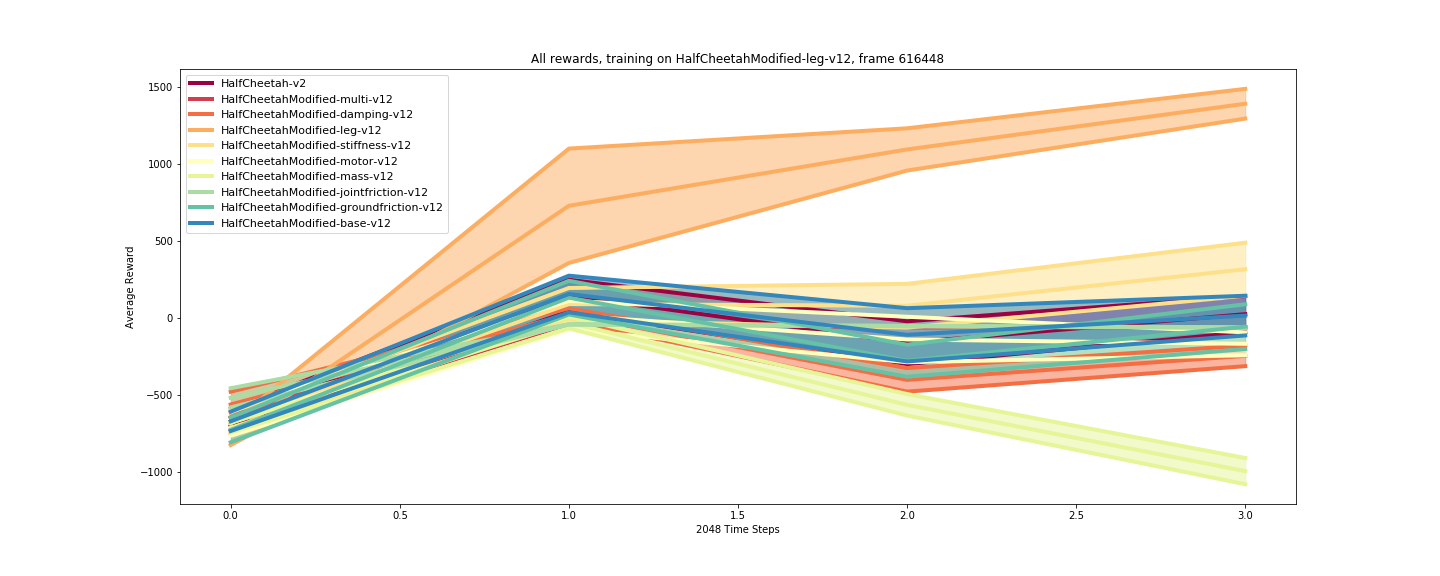 All rewards, training on HalfCheetahModified-leg-v12, frame 616448
HalfCheetah-v2
HalfCheetahModified-multi-v12
HalfCheetahModified-damping-v12
HalfCheetahModified-leg-v12
HalfCheetahModified-stiffness-v12
HalfCheetahModified-motor-v12
HalfCheetahModified-mass-v12
HalfCheetahModified-jointfriction-v12
HalfCheetahModified-groundfriction-v12
HalfCheetahModified-base-v12
Average Reward
1500
1000
500
0
−500
−1000
0.0 0.5 1.0 1.5 2.0 2.5 3.0
2048 Time Steps